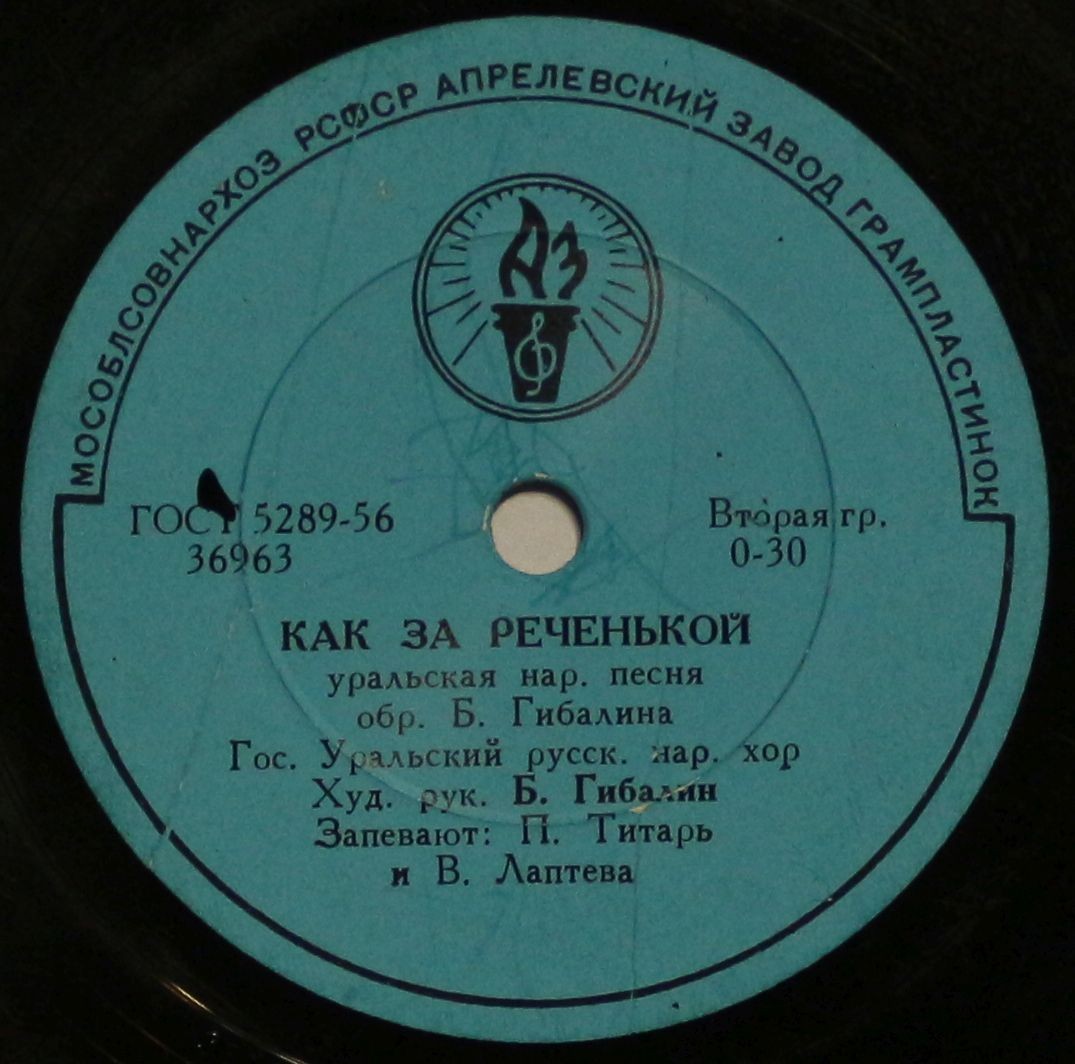 МОСОБЛСОВНАРХОЗ РСФСР АПРЕЛЕВСКИЙ ЗАВОД ГРАМПЛАСТИНОК
АЗ
ГОСТ 5289-56
36963
Вторая гр.
0-30
КАК ЗА РЕЧЕНЬКОЙ
уральская нар. песня
обр. Б. Гибалина
Гос. Уральский русск. нар. хор
Худ. рук. Б. Гибалин
Запевают: П. Титарь
и В. Лаптева